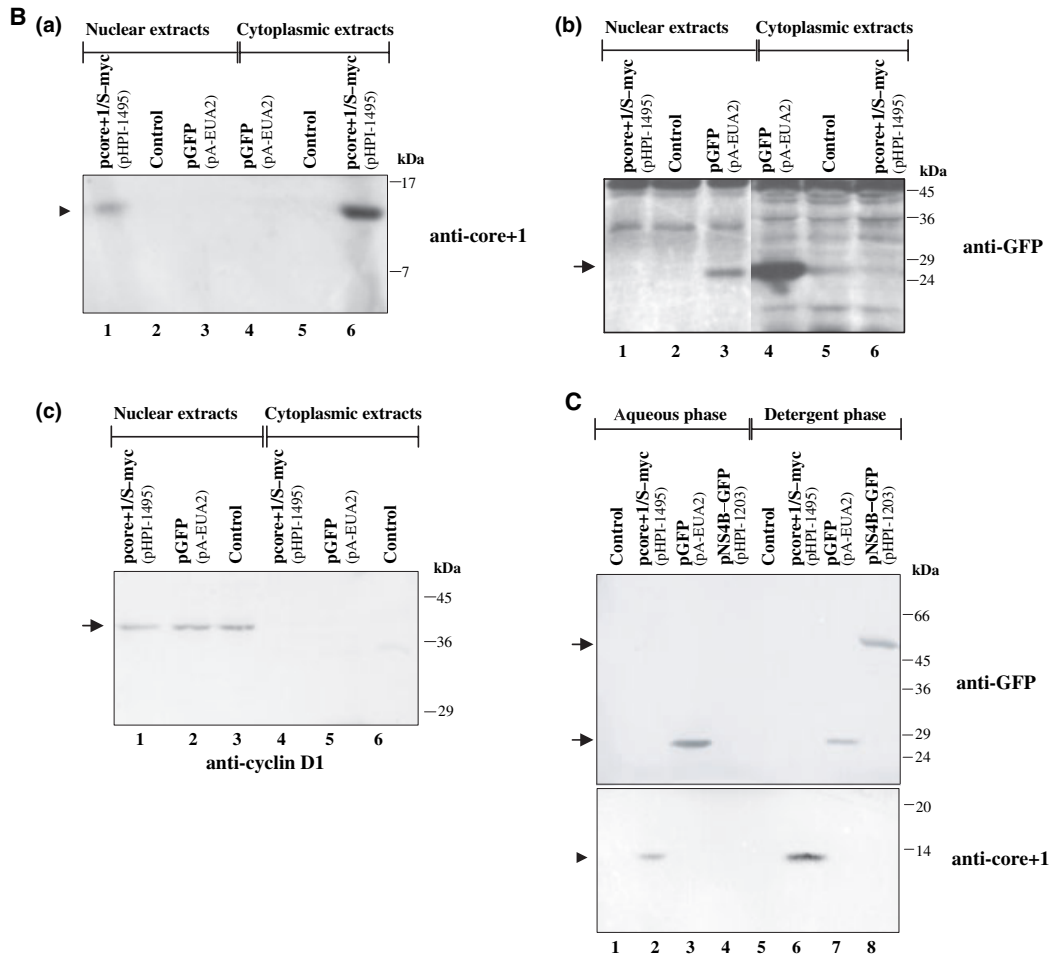 B
(a)
Nuclear extracts Cytoplasmic extracts
pcore+1/S–myc
(pHPI-1495)
Control
pGFP
(pA-EUA2)
pGFP
(pA-EUA2)
Control
pcore+1/S–myc
(pHPI-1495)
kDa
17
7
anti-core+1
1 2 3 4 5 6
(b)
Nuclear extracts Cytoplasmic extracts
pcore+1/S–myc
(pHPI-1495)
Control
pGFP
(pA-EUA2)
pGFP
(pA-EUA2)
Control
pcore+1/S–myc
(pHPI-1495)
kDa
45
36
29
24
anti-GFP
1 2 3 4 5 6
(c)
Nuclear extracts Cytoplasmic extracts
pcore+1/S–myc
(pHPI-1495)
pGFP
(pA-EUA2)
Control
pcore+1/S–myc
(pHPI-1495)
pGFP
(pA-EUA2)
Control
kDa
45
36
29
1 2 3 4 5 6
anti-cyclin D1
C
Aqueous phase Detergent phase
Control
pcore+1/S–myc
(pHPI-1495)
pGFP
(pA-EUA2)
pNS4B–GFP
(pHPI-1203)
Control
pcore+1/S–myc
(pHPI-1495)
pGFP
(pA-EUA2)
pNS4B–GFP
(pHPI-1203)
kDa
66
45
36
29
24
anti-GFP
20
14
anti-core+1
1 2 3 4 5 6 7 8